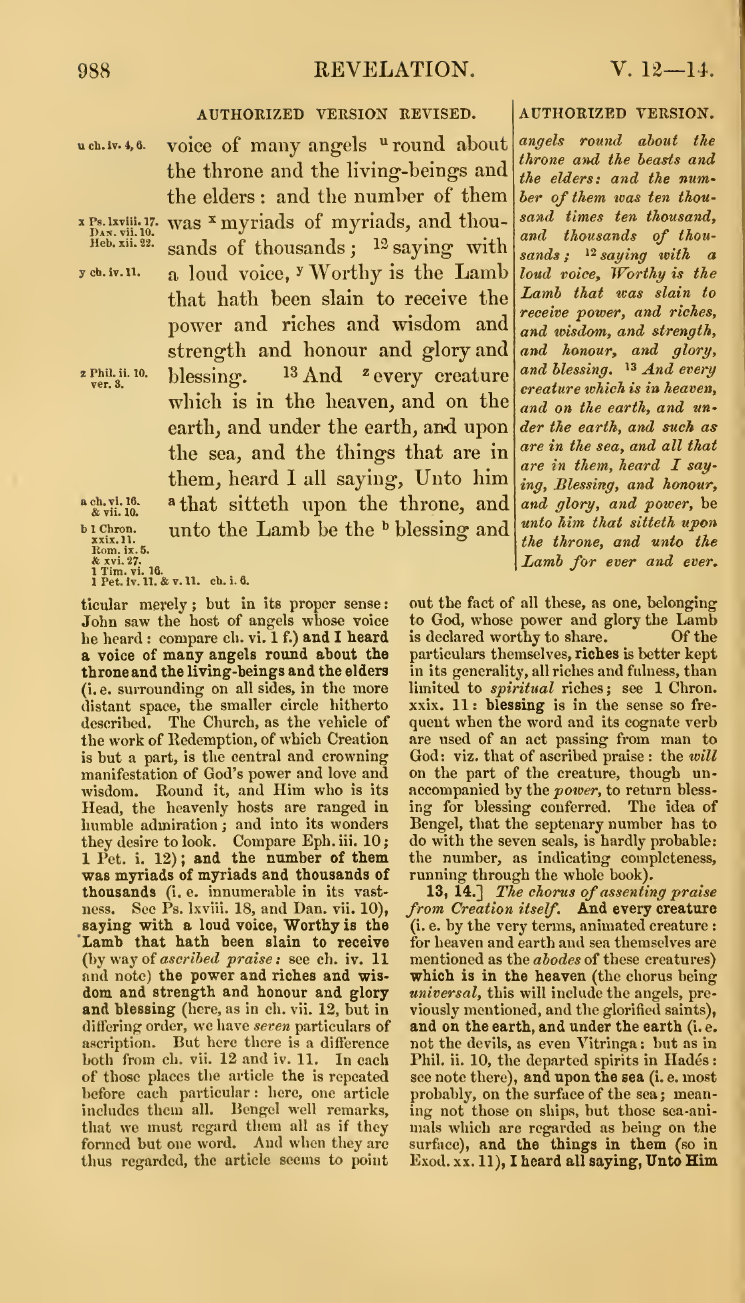 988 REVELATION. V. 12—14.
AUTHORIZED VERSION REVISED.
u ch. iv. 4, 6.
x Ps. lxviii. 17.
DAN. vii. 10.
Heb. xii. 22.
y ch. iv. 11.
z Phil. ii. 10.
ver. 3.
a ch. vi. 16.
& vii. 10.
b 1 Chron.
xxix. 11.
Rom. ix. 5.
& xvi. 27.
1 Tim. vi. 16.
1 Pet. iv. 11. & v. 11. ch. i. 6.
voice of many angels u round about
the throne and the living-beings and
the elders : and the number of them
was x myriads of myriads, and thou-
sands of thousands ; 12 saying with
a loud voice, y Worthy is the Lamb
that hath been slain to receive the
power and riches and wisdom and
strength and honour and glory and
blessing. 13 And z every creature
which is in the heaven, and on the
earth, and under the earth, and upon
the sea, and the things that are in
them, heard I all saying, Unto him
a that sitteth upon the throne, and
unto the Lamb be the b blessing and
AUTHORIZED VERSION.
angels round about the
throne and the beasts and
the elders: and the num-
ber of them was ten thou-
sand times ten thousand,
and thousands of thou-
sands ; 12 saying with a
loud voice, Worthy is the
Lamb that was slain to
receive power, and riches,
and wisdom, and strength,
and honour, and glory,
and blessing. 13 And every
creature which is in heaven,
and on the earth, and un-
der the earth, and such as
are in the sea, and all that
are in them, heard I say-
ing, Blessing, and honour,
and glory, and power, be
unto him that sitteth upon
the throne, and unto the
Lamb for ever and ever.
ticular merely ; but in its proper sense:
John saw the host of angels whose voice
he heard : compare ch. vi. 1 f.) and I heard
a voice of many angels round about the
throne and the living-beings and the elders
(i. e. surrounding on all sides, in the more
distant space, the smaller circle hitherto
described. The Church, as the vehicle of
the work of Redemption, of which Creation
is but a part, is the central and crowning
manifestation of God's power and love and
wisdom. Round it, and Him who is its
Head, the heavenly hosts are ranged in
humble admiration ; and into its wonders
they desire to look. Compare Eph. iii. 10 ;
1 Pet. i. 12) ; and the number of them
was myriads of myriads and thousands of
thousands (i. e. innumerable in its vast-
ness. See Ps. lxviii. 18, and Dan. vii. 10),
saying with a loud voice, Worthy is the
Lamb that hath been slain to receive
(by way of ascribed praise : see ch. iv. 11
and note) the power and riches and wis-
dom and strength and honour and glory
and blessing (here, as in ch. vii. 12, but in
differing order, we have seven particulars of
ascription. But here there is a difference
both from ch. vii. 12 and iv. 11. In each
of those places the article the is repeated
before each particular : here, one article
includes them all. Bengel well remarks,
that we must regard them all as if they
formed but one word. And when they are
thus regarded, the article seems to point
out the fact of all these, as one, belonging
to God, whose power and glory the Lamb
is declared worthy to share. Of the
particulars themselves, riches is better kept
in its generality, all riches and fulness, than
limited to spiritual riches ; see 1 Chron.
xxix. 11 : blessing is in the sense so fre-
quent when the word and its cognate verb
are used of an act passing from man to
God : viz. that of ascribed praise : the will
on the part of the creature, though un-
accompanied by the power, to return bless-
ing for blessing conferred. The idea of
Bengel, that the septenary number has to
do with the seven seals, is hardly probable:
the number, as indicating completeness,
running through the whole book).
13, 14.] The chorus of assenting praise
from Creation itself. And every creature
(i. e. by the very terms, animated creature :
for heaven and earth and sea themselves are
mentioned as the abodes of these creatures)
which is in the heaven (the chorus being
universal, this will include the angels, pre-
viously mentioned, and the glorified saints),
and on the earth, and under the earth (i. e.
not the devils, as even Vitringa : but as in
Phil. ii. 10, the departed spirits in Hadés :
see note there), and upon the sea (i. e. most
probably, on the surface of the sea ; mean-
ing not those on ships, but those sea-ani-
mals which are regarded as being on the
surface), and the things in them (so in
Exod. xx. 11), I heard all saying, Unto Him